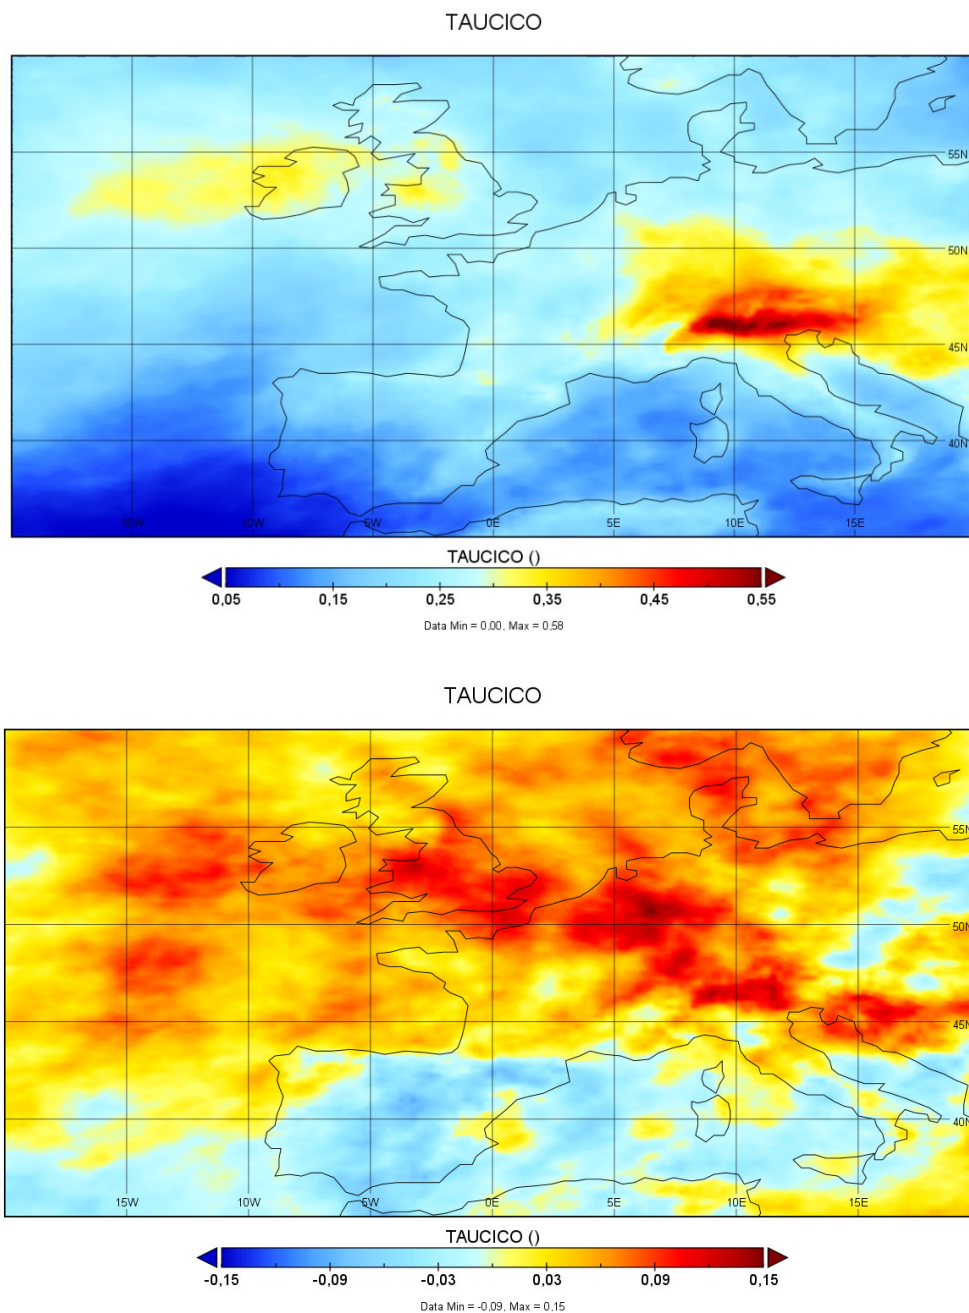 TAUCICO
55N
50N
45N
40N
15W 10W 5W 0E 5E 10E 15E
TAUCICO ()
0,05 0,15 0,25 0,35 0,45 0,55
Data Min = 0,00, Max = 0,58
TAUCICO
55N
50N
45N
40N
15W 10W 5W 0E 5E 10E 15E
TAUCICO ()
-0,15 -0,09 -0,03 0,03 0,09 0,15
Data Min = -0,09, Max = 0,15